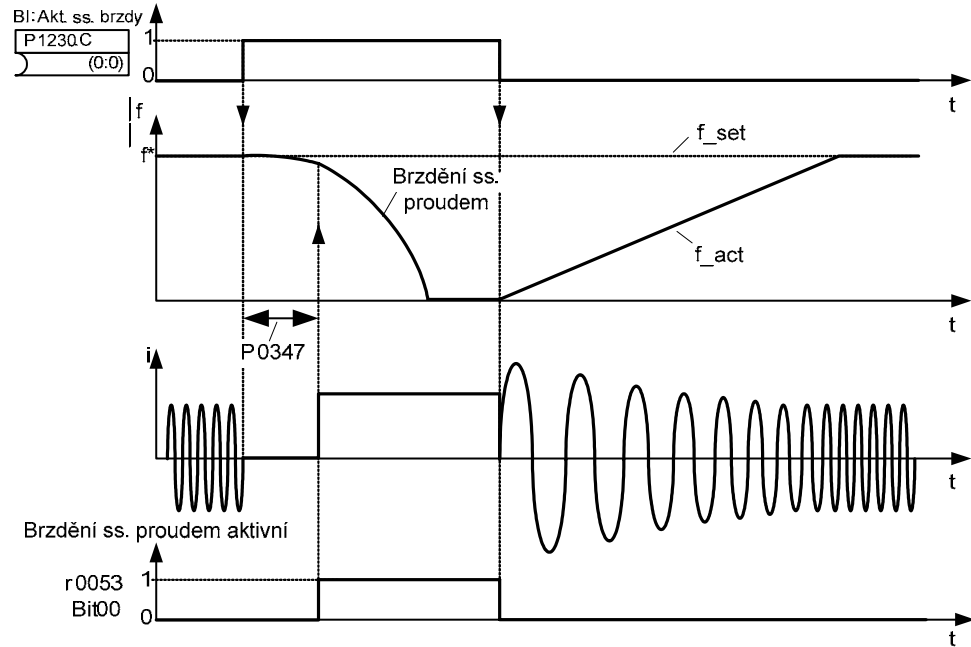 BI:Akt. ss. brzdy
P1230.C
(0:0)
1
0
t
|f|
f*
f_set
Brzdění ss.
proudem
f_act
t
P0347
i
t
Brzdění ss. proudem aktivní
r0053
Bit00
1
0
t